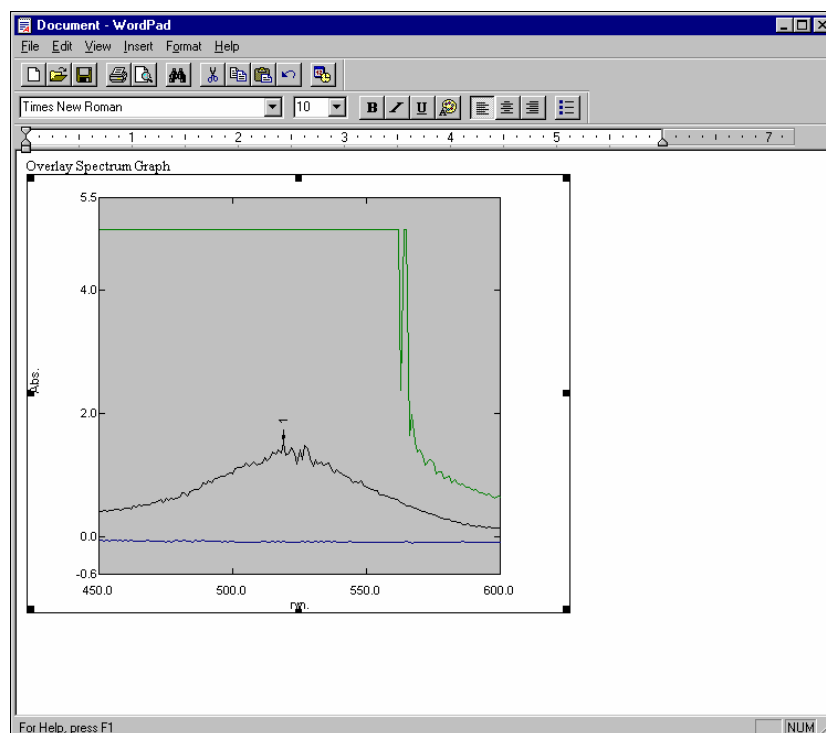 Document - WordPad
File Edit View Insert Format Help
Times New Roman 10 B I U
1 2 3 4 5 7
Overlay Spectrum Graph
5.5
4.0
Abs.
1
2.0
0.0
-0.6
450.0 500.0 550.0 600.0
nm.
For Help, press F1 NUM